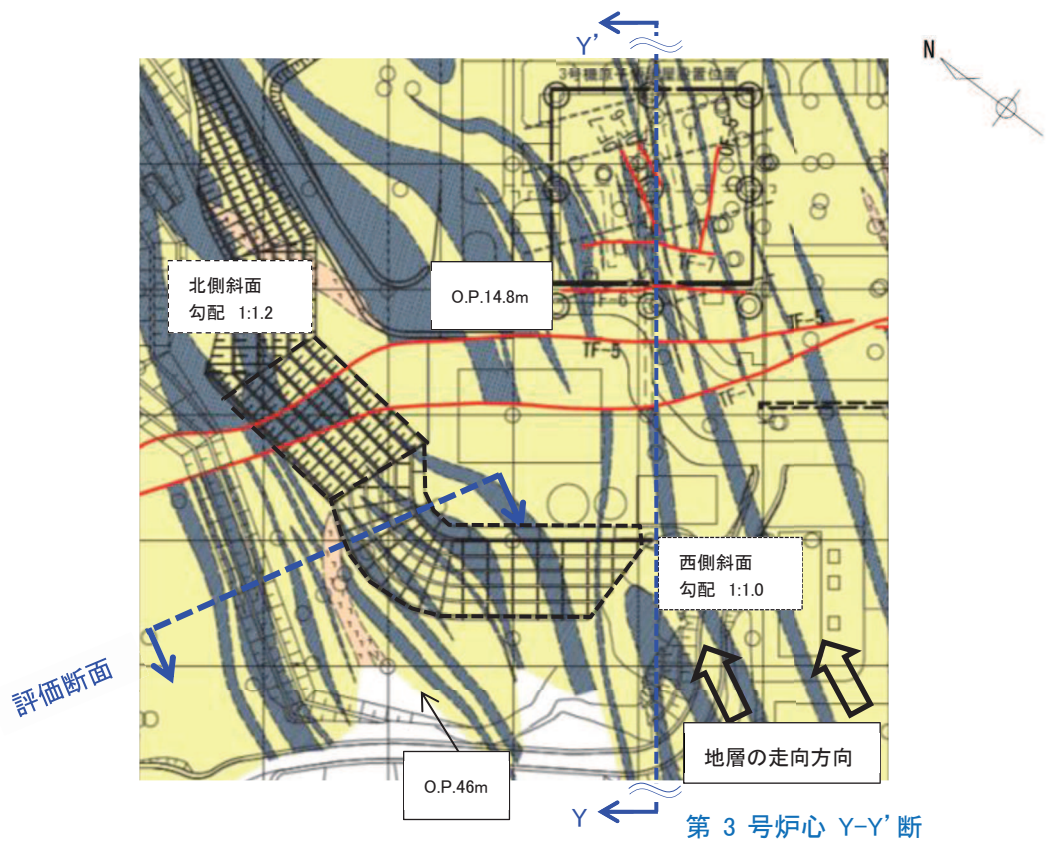 Y'
N
3号機原子炉建屋設置位置
TF-7
TF-6
TF-5
TF-5
TF-1
北側斜面
勾配 1:1.2
O.P.14.8m
西側斜面
勾配 1:1.0
評価断面
地層の走向方向
O.P.46m
Y
第 3 号炉心 Y-Y'断